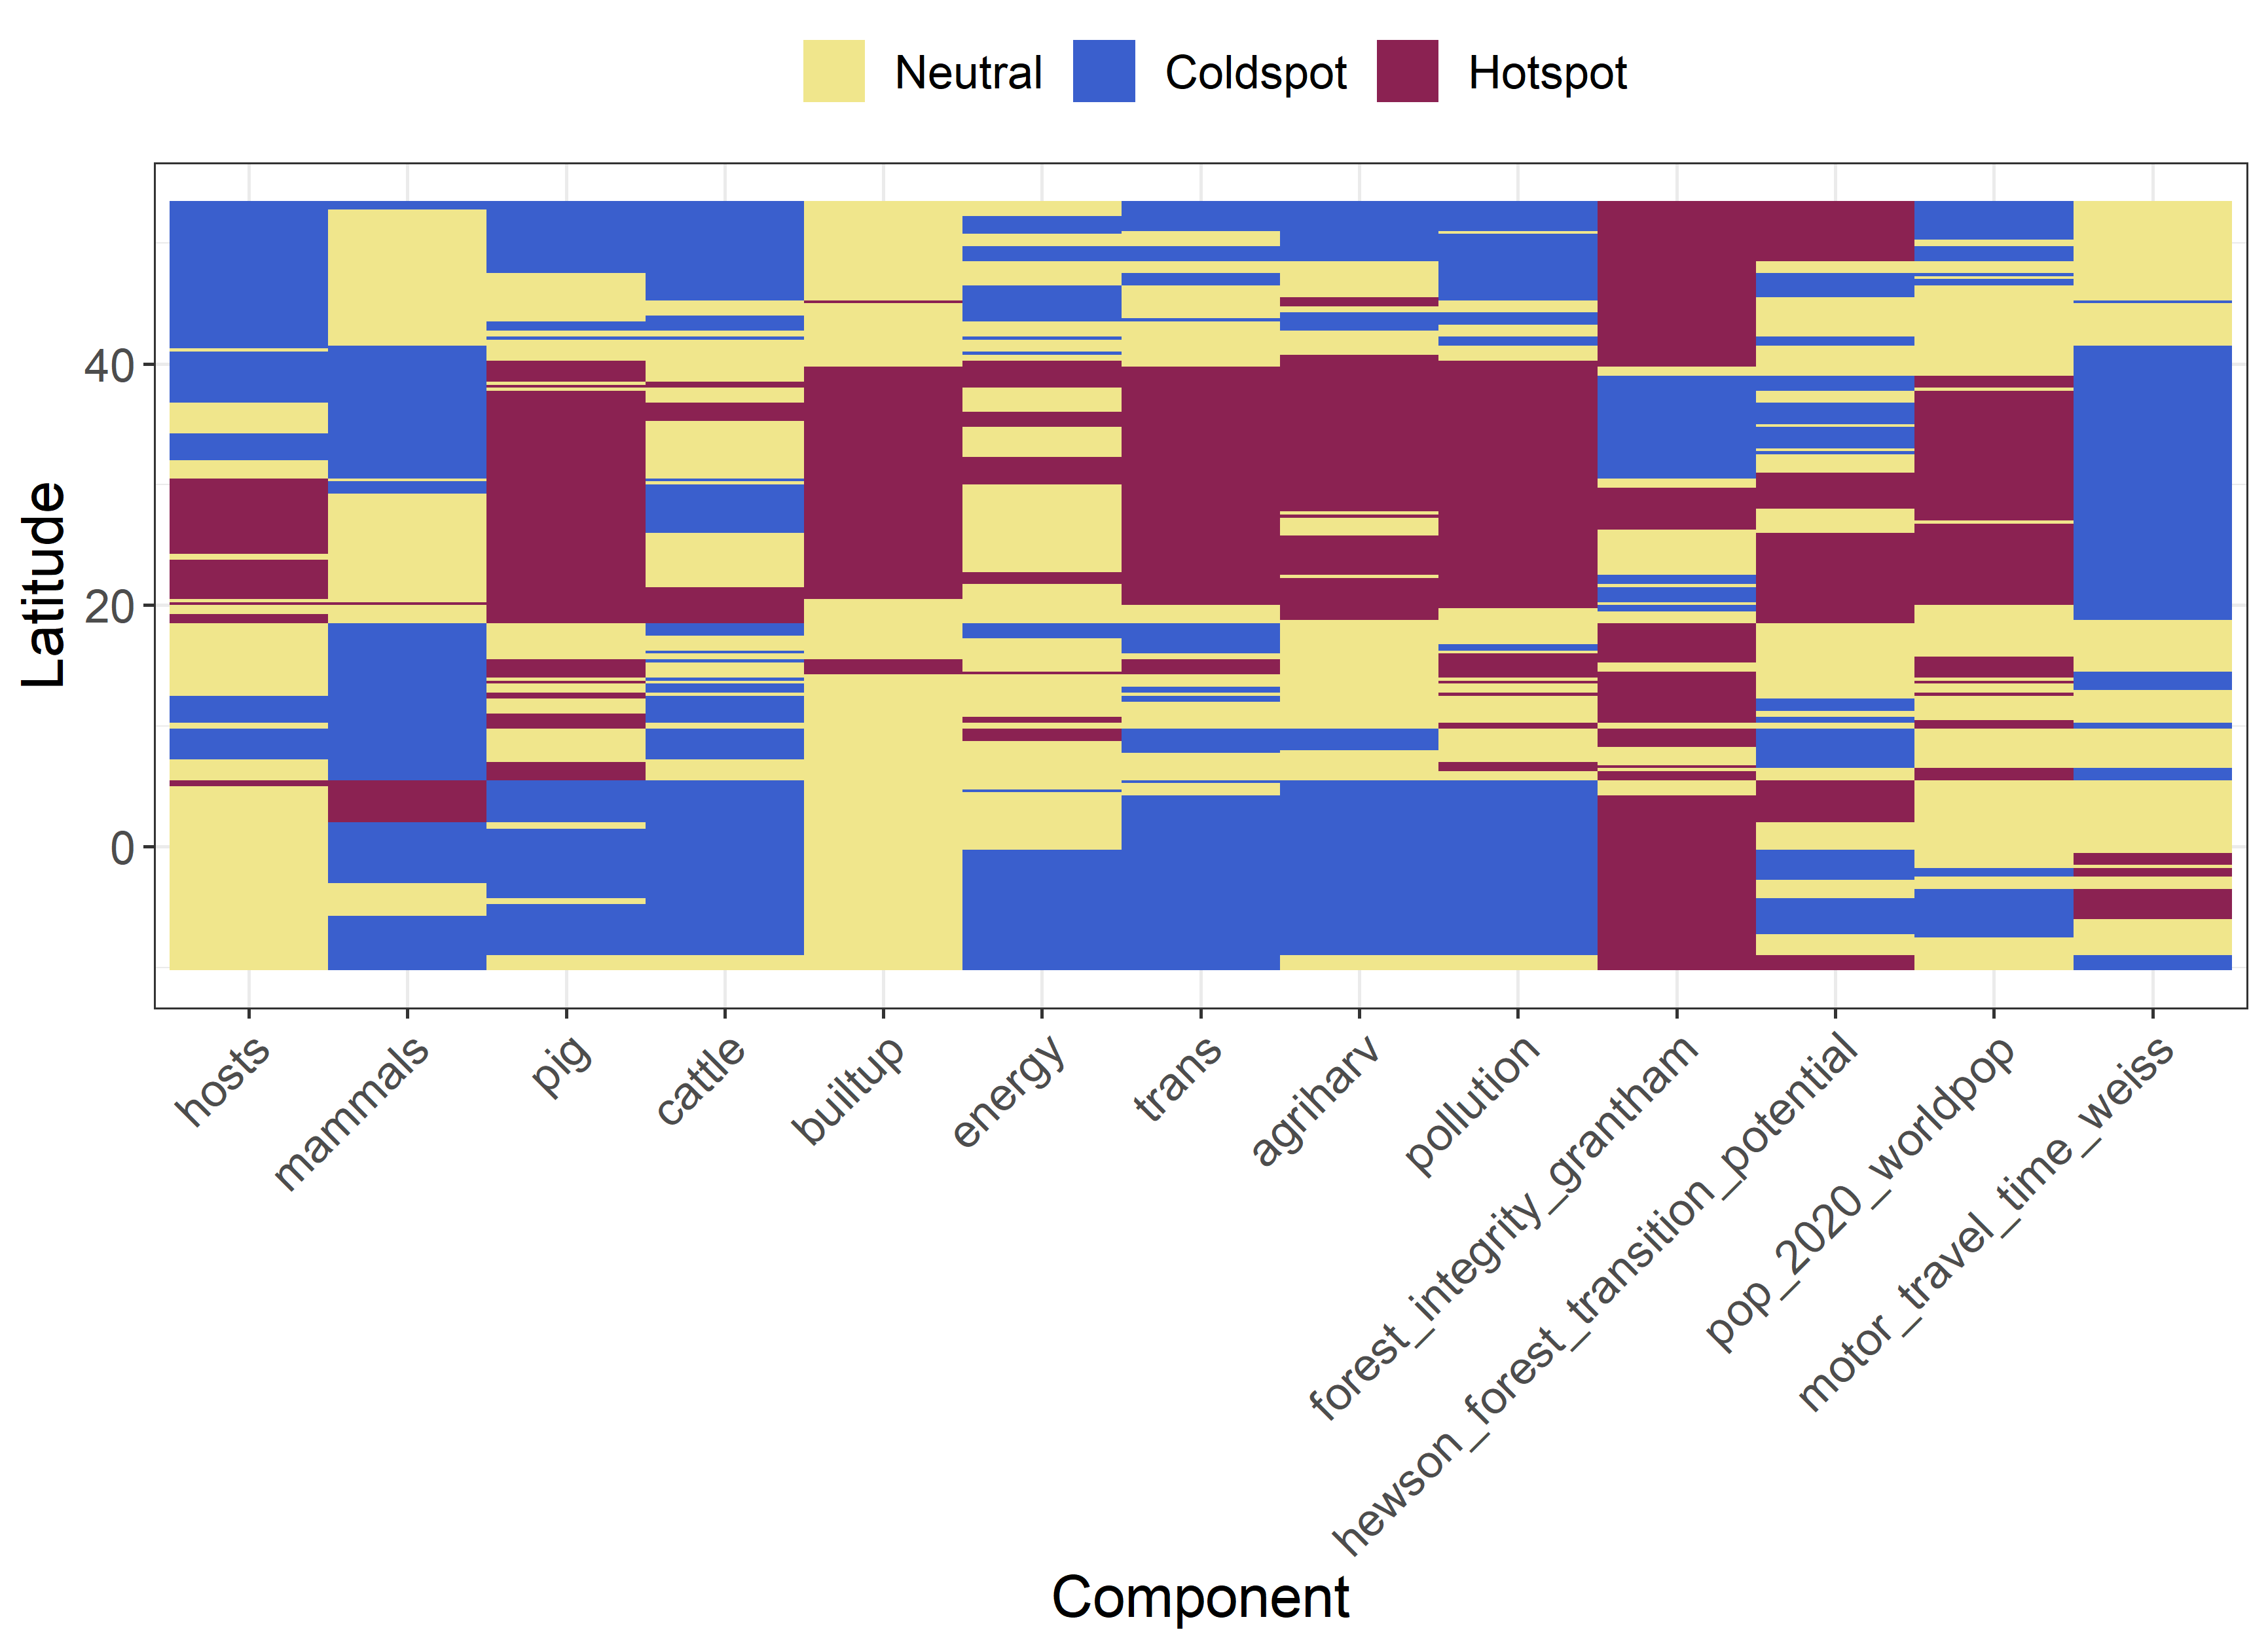 Neutral Coldspot Hotspot
Latitude
40
20
0
hosts
mammals
pig
cattle
builtup
energy
trans
agriharv
pollution
forest_integrity_grantham
hewson_forest_transition_potential
pop_2020_worldpop
motor_travel_time_weiss
Component